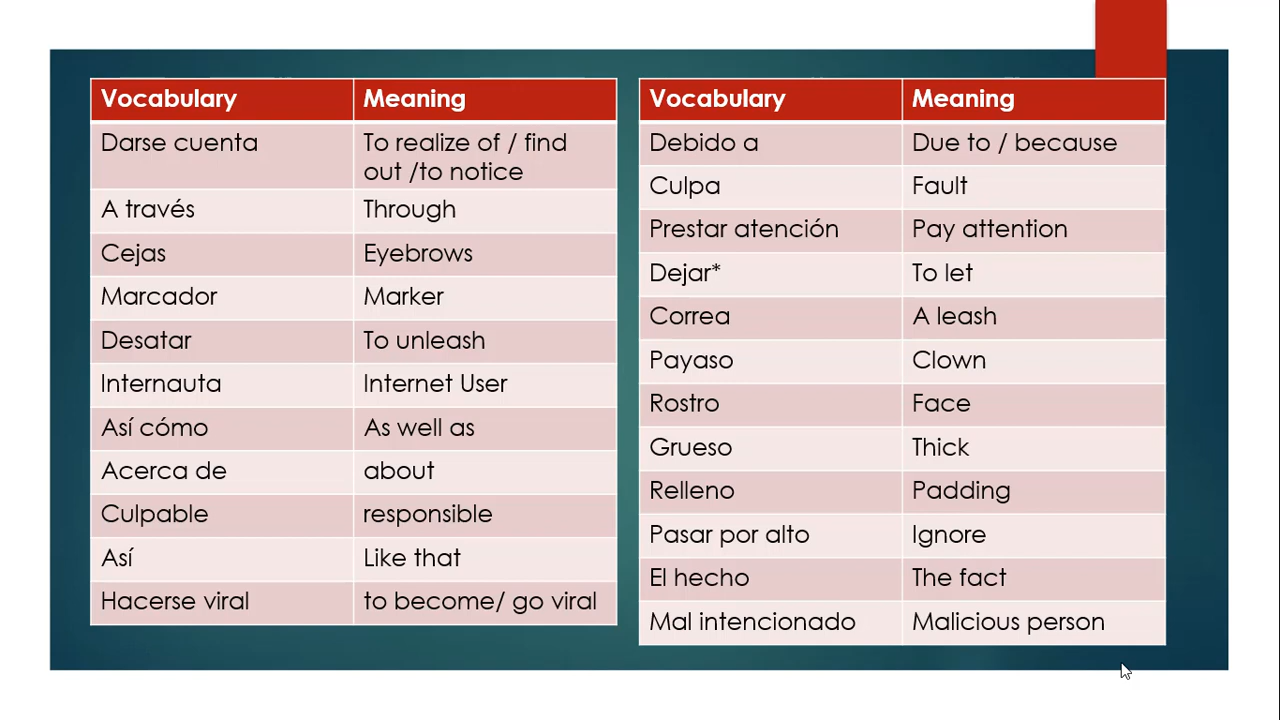 Vocabulary Meaning
Darse cuenta To realize of / find
out /to notice
A través Through
Cejas Eyebrows
Marcador Marker
Desatar To unleash
Internauta Internet User
Así cómo As well as
Acerca de about
Culpable responsible
Así Like that
Hacerse viral to become/ go viral
Vocabulary Meaning
Debido a Due to / because
Culpa Fault
Prestar atención Pay attention
Dejar* To let
Correa A leash
Payaso Clown
Rostro Face
Grueso Thick
Relleno Padding
Pasar por alto Ignore
El hecho The fact
Mal intencionado Malicious person